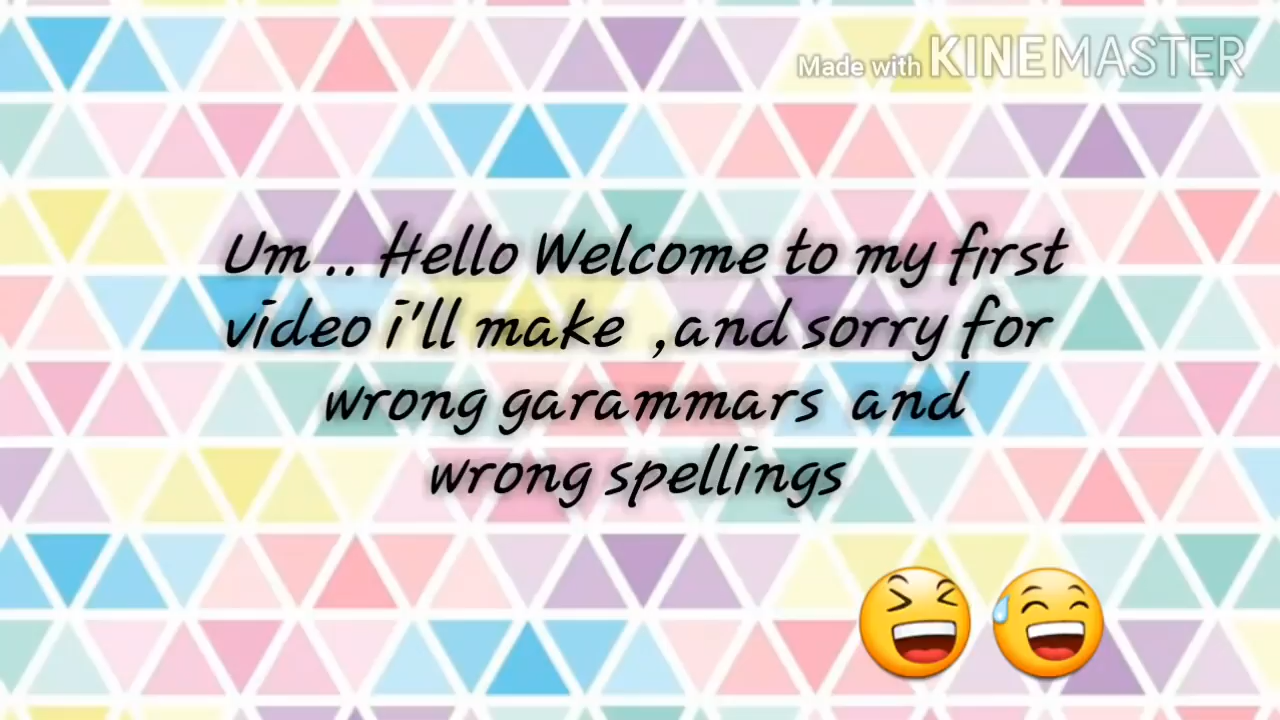 Made with KINEMASTER
Um .. Hello Welcome to my first
video i'll make ,and sorry for
wrong garammars and
wrong spellings